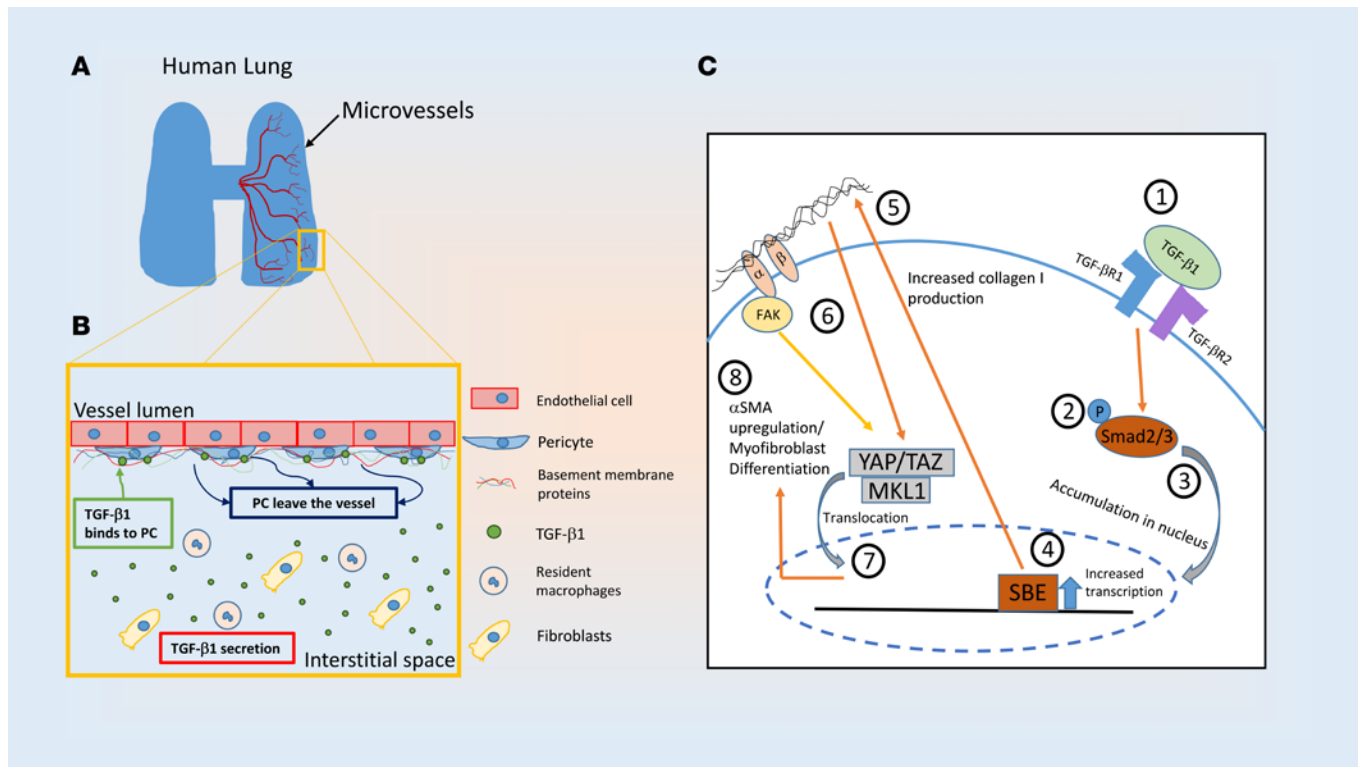 A
Human Lung
Microvessels
B
Vessel lumen
TGF-β1
binds to PC
PC leave the vessel
TGF-β1 secretion
Interstitial space
Endothelial cell
Pericyte
Basement membrane
proteins
TGF-β1
Resident
macrophages
Fibroblasts
C
1
TGF-β1
TGF-βR1
TGF-βR2
2
P
Smad2/3
3
Accumulation in nucleus
4
SBE
Increased
transcription
5
Increased collagen I
production
α
β
FAK
6
YAP/TAZ
MKL1
Translocation
7
8
αSMA
upregulation/
Myofibroblast
Differentiation